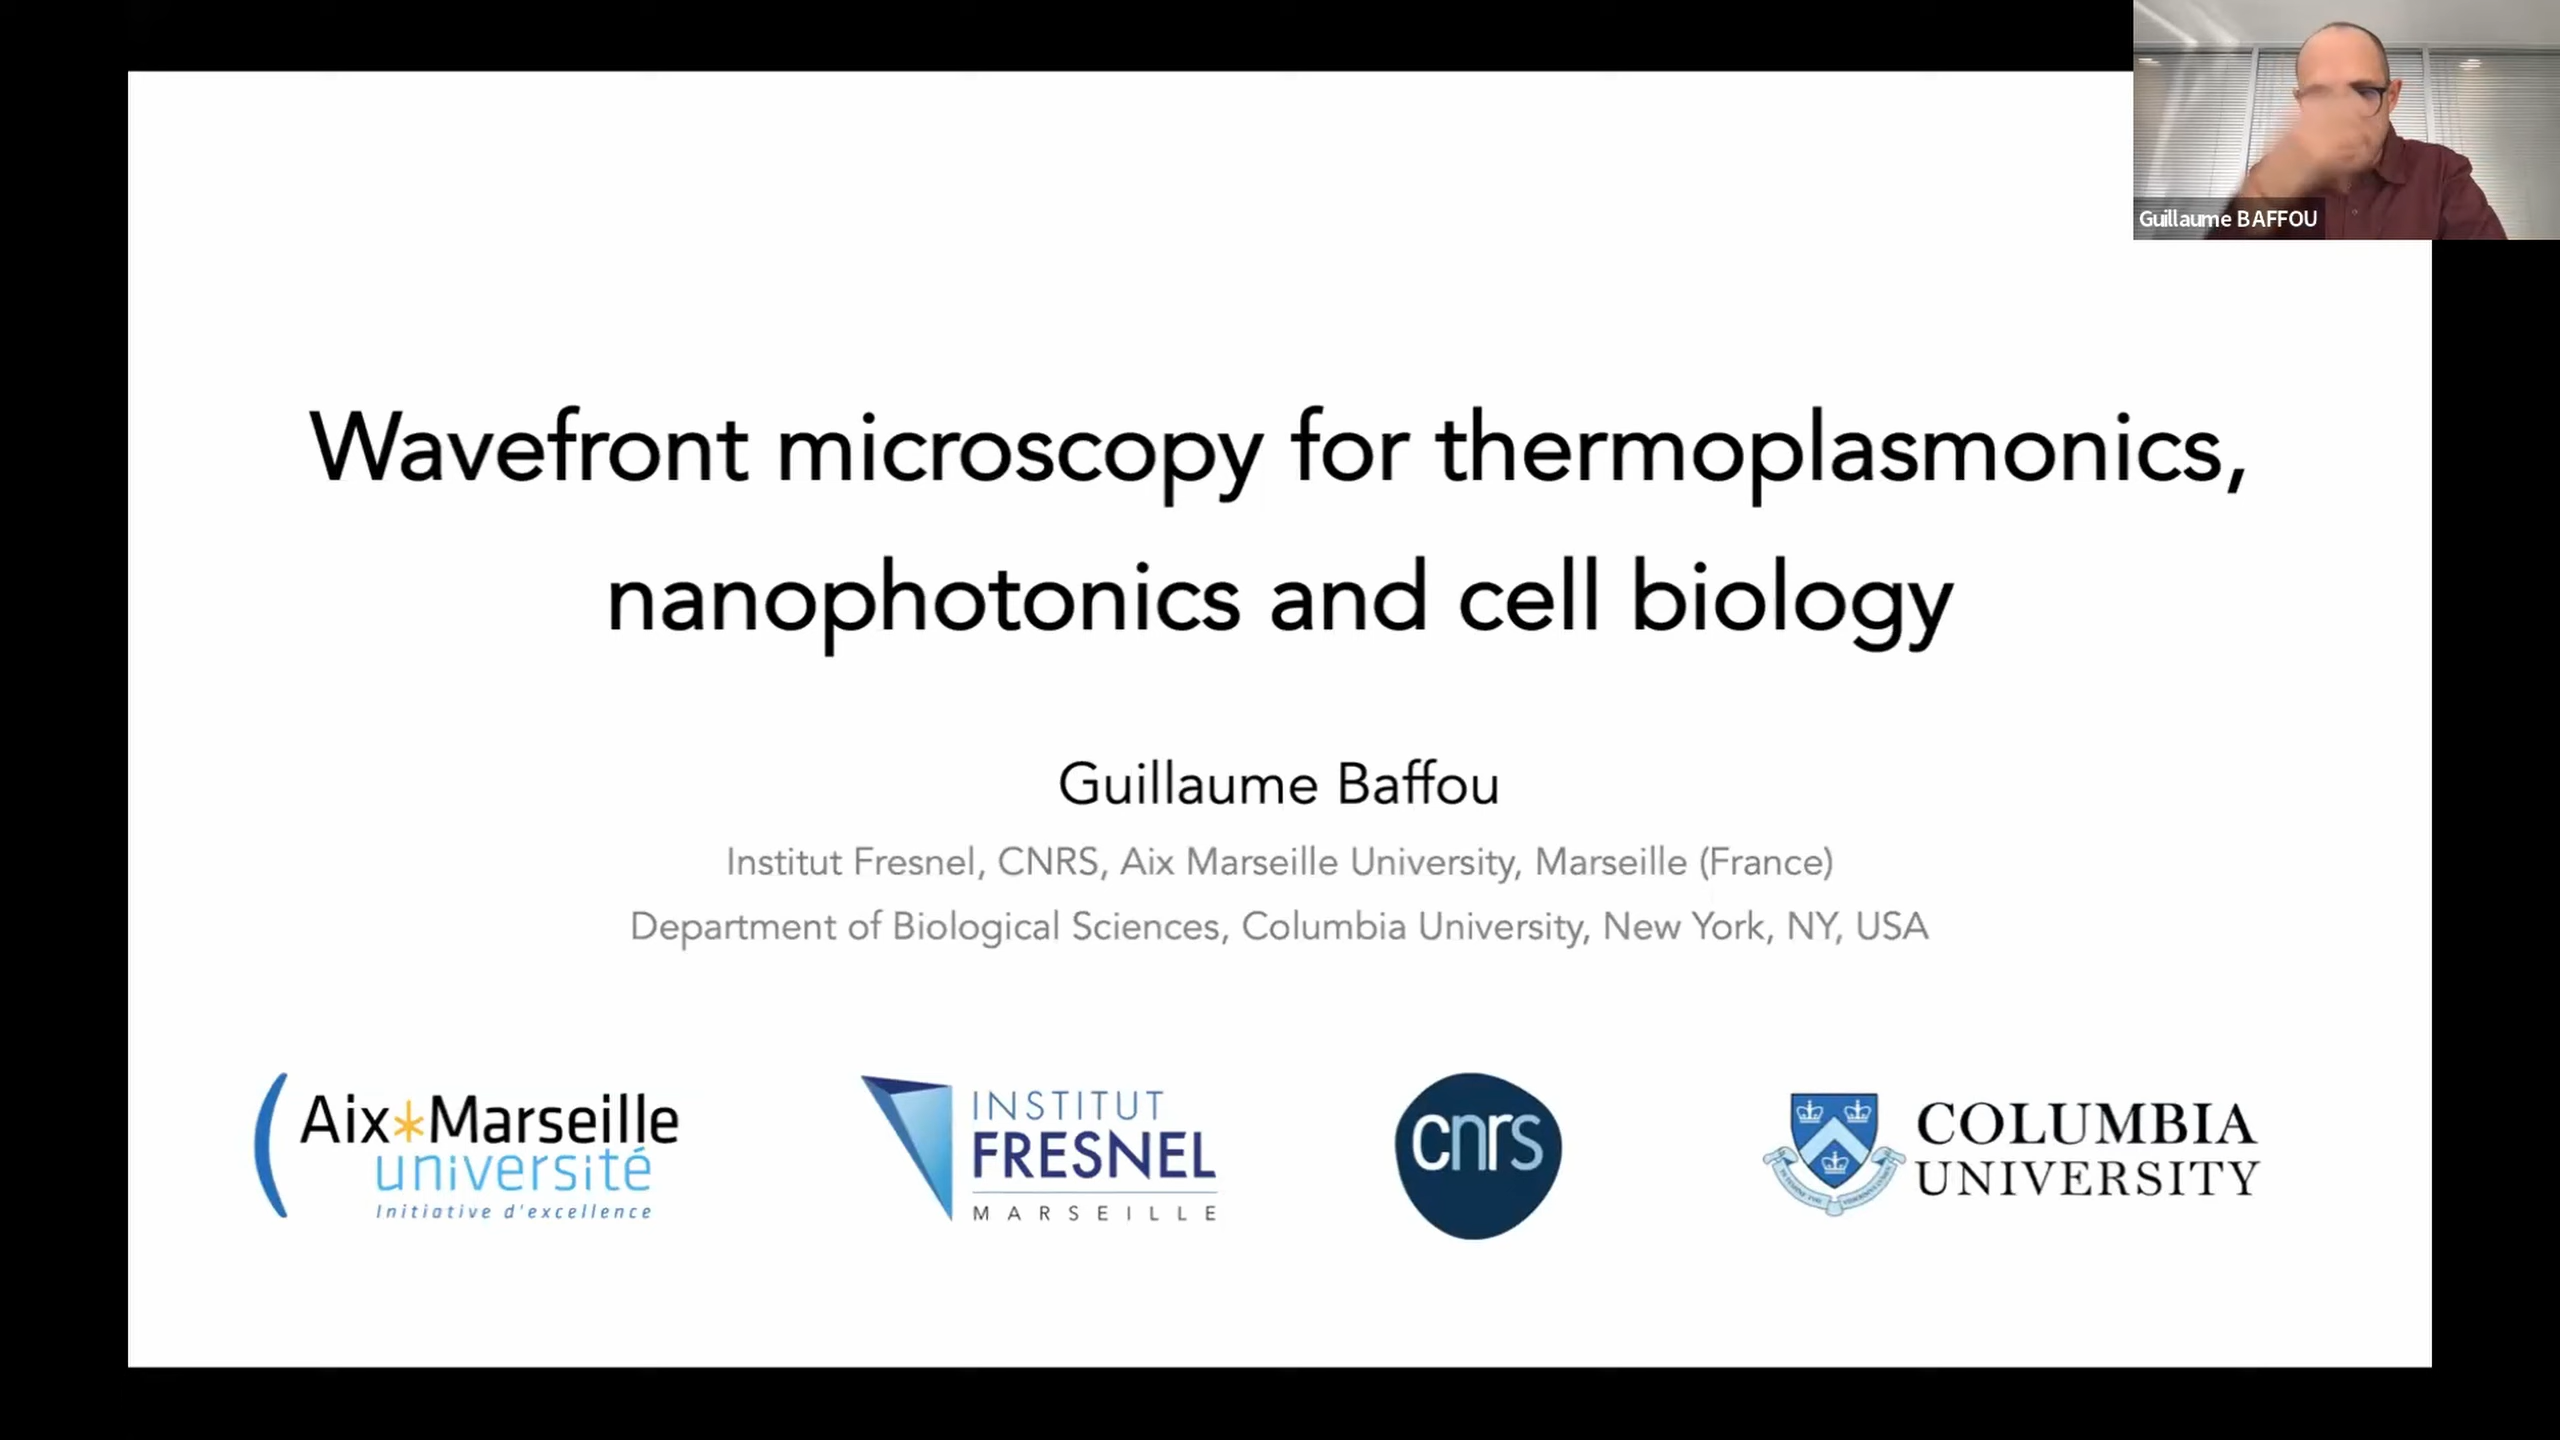 Guillaume BAFFOU
Wavefront microscopy for thermoplasmonics,
nanophotonics and cell biology
Guillaume Baffou
Institut Fresnel, CNRS, Aix Marseille University, Marseille (France)
Department of Biological Sciences, Columbia University, New York, NY, USA
Aix*Marseille
université
Initiative d'excellence
INSTITUT
FRESNEL
MARSEILLE
cnrs
COLUMBIA
UNIVERSITY